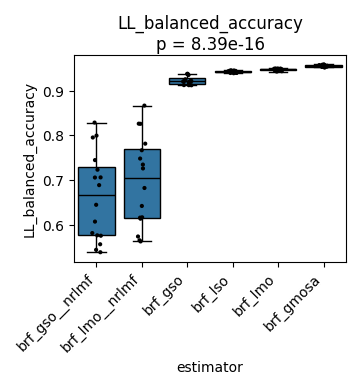 LL_balanced_accuracy
p = 8.39e-16
LL_balanced_accuracy
0.9
0.8
0.7
0.6
brf_gso__nrlmf
brf_lmo__nrlmf
brf_gso
brf_lso
brf_lmo
brf_gmosa
estimator